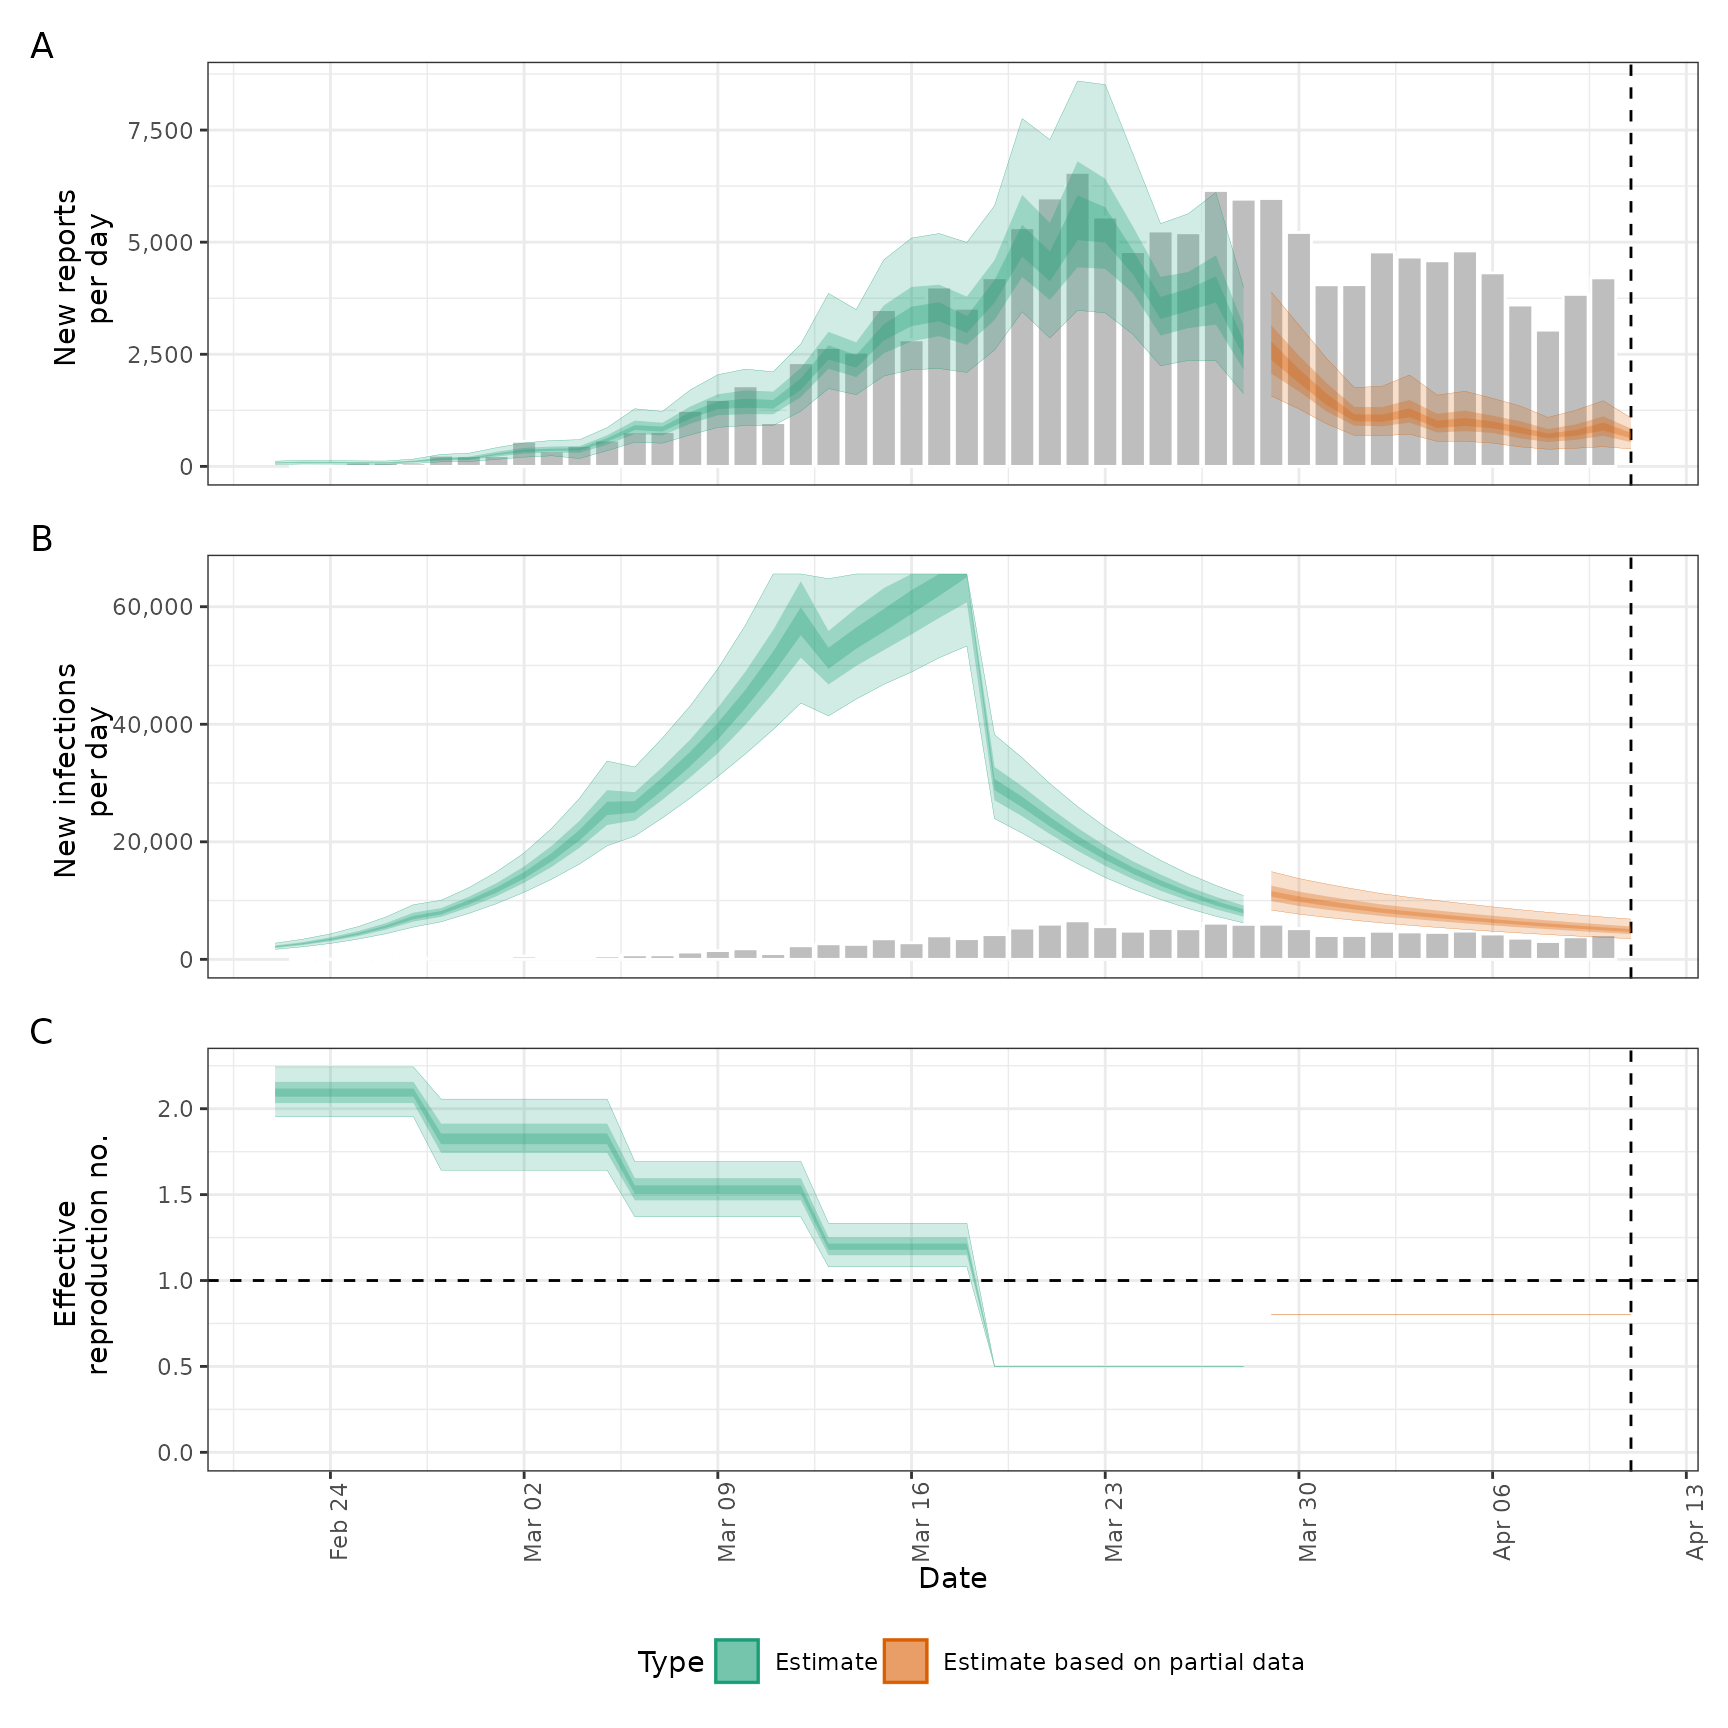 A
New reports
per day
7,500
5,000
2,500
0
B
New infections
per day
60,000
40,000
20,000
0
C
Effective
reproduction no.
2.0
1.5
1.0
0.5
0.0
Feb 24
Mar 02
Mar 09
Mar 16
Mar 23
Mar 30
Apr 06
Apr 13
Date
Type
Estimate
Estimate based on partial data